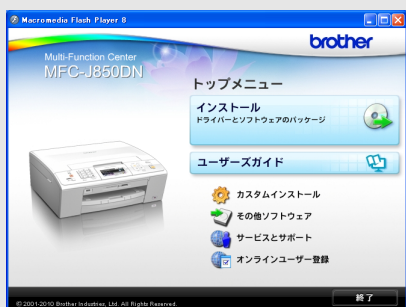 Macromedia Flash Player 8
brother
Multi-Function Center
MFC-J850DN
トップメニュー
インストール
ドライバーとソフトウェアのパッケージ
ユーザーズガイド
カスタムインストール
その他ソフトウェア
サービスとサポート
オンラインユーザー登録
© 2001-2010 Brother Industries, Ltd. All Rights Reserved.
終了